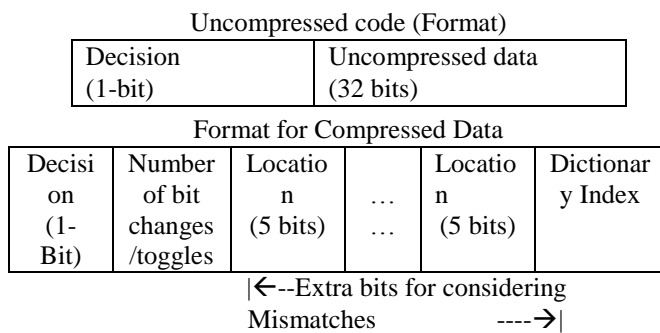 Uncompressed code (Format)
Decision Uncompressed data
(1-bit) (32 bits)
Format for Compressed Data
Decisi Number Locatio Locatio Dictionar
on of bit n … n y Index
(1- changes (5 bits) … (5 bits)
Bit) /toggles
|←--Extra bits for considering
Mismatches ----→|